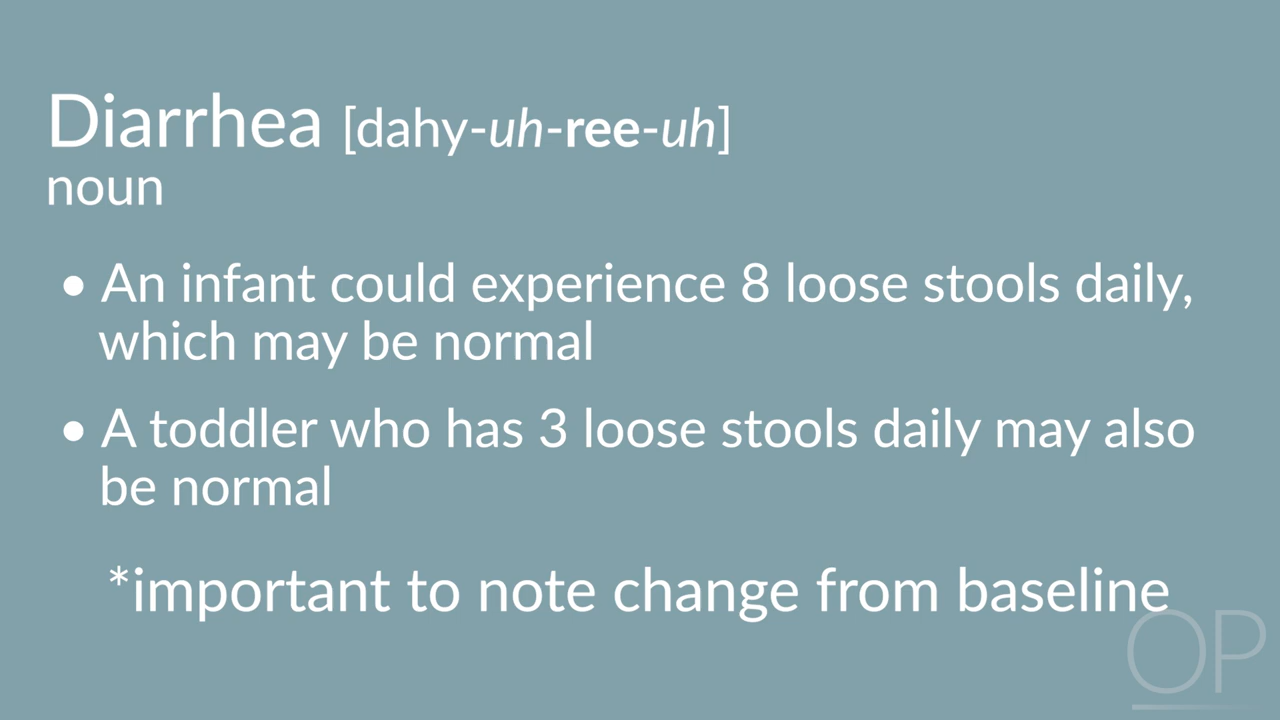 Diarrhea [dahy-uh-ree-uh]
noun
• An infant could experience 8 loose stools daily,
which may be normal
• A toddler who has 3 loose stools daily may also
be normal
*important to note change from baseline
OP